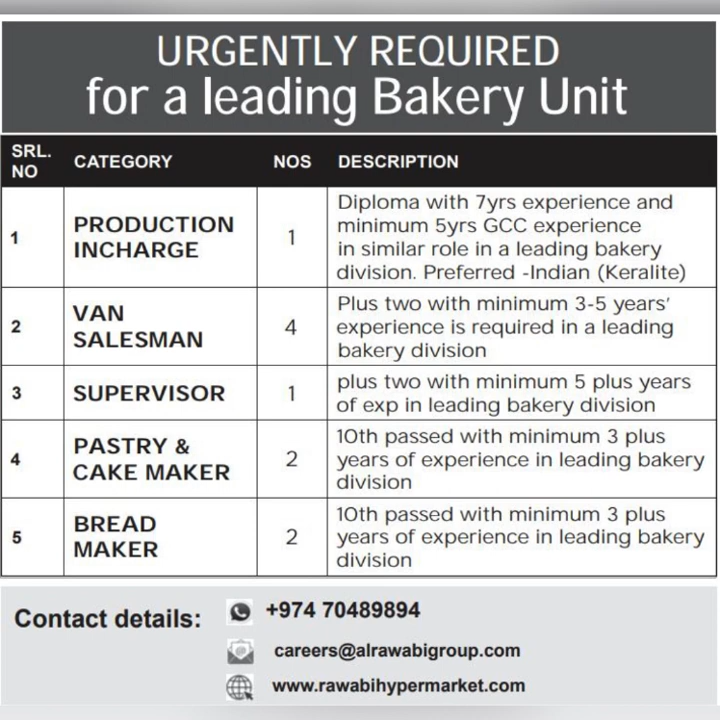 URGENTLY REQUIRED
for a leading Bakery Unit
SRL. NO CATEGORY NOS DESCRIPTION
1 PRODUCTION INCHARGE 1 Diploma with 7yrs experience and
minimum 5yrs GCC experience
in similar role in a leading bakery
division. Preferred -Indian (Keralite)
2 VAN SALESMAN 4 Plus two with minimum 3-5 years'
experience is required in a leading
bakery division
3 SUPERVISOR 1 plus two with minimum 5 plus years
of exp in leading bakery division
4 PASTRY & CAKE MAKER 2 10th passed with minimum 3 plus
years of experience in leading bakery
division
5 BREAD MAKER 2 10th passed with minimum 3 plus
years of experience in leading bakery
division
Contact details: +974 70489894
careers@alrawabigroup.com
www.rawabihypermarket.com